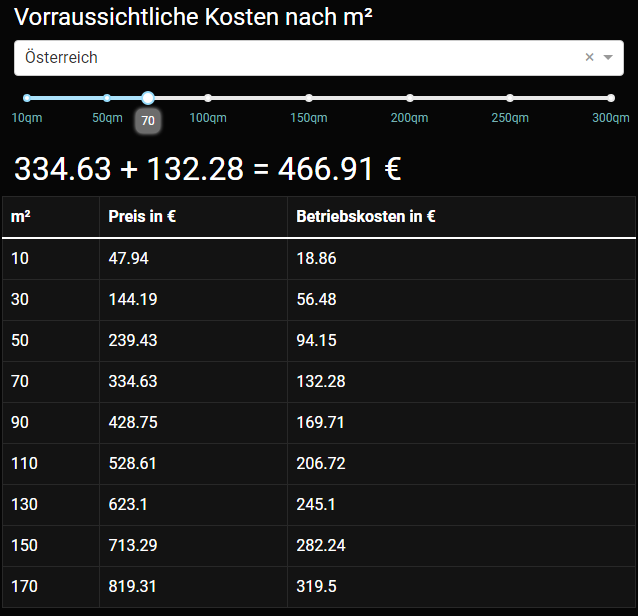 Vorraussichtliche Kosten nach m²
Österreich × 
10qm 50qm 70 100qm 150qm 200qm 250qm 300qm
334.63 + 132.28 = 466.91 €
m² Preis in € Betriebskosten in €
10 47.94 18.86
30 144.19 56.48
50 239.43 94.15
70 334.63 132.28
90 428.75 169.71
110 528.61 206.72
130 623.1 245.1
150 713.29 282.24
170 819.31 319.5